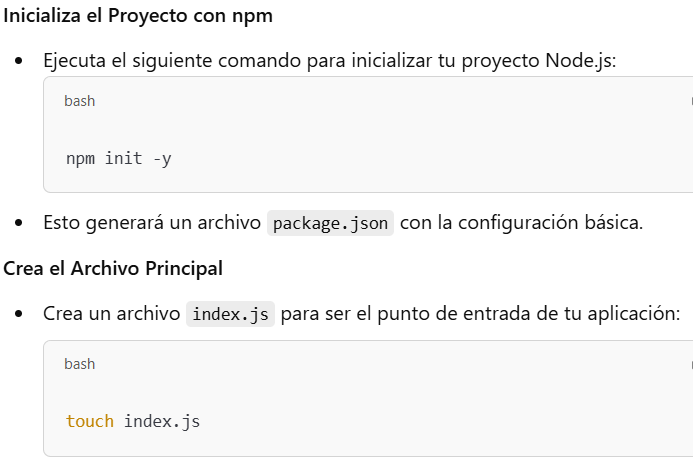 Inicializa el Proyecto con npm
Ejecuta el siguiente comando para inicializar tu proyecto Node.js:
bash
npm init -y
Esto generará un archivo package.json con la configuración básica.
Crea el Archivo Principal
Crea un archivo index.js para ser el punto de entrada de tu aplicación:
bash
touch index.js